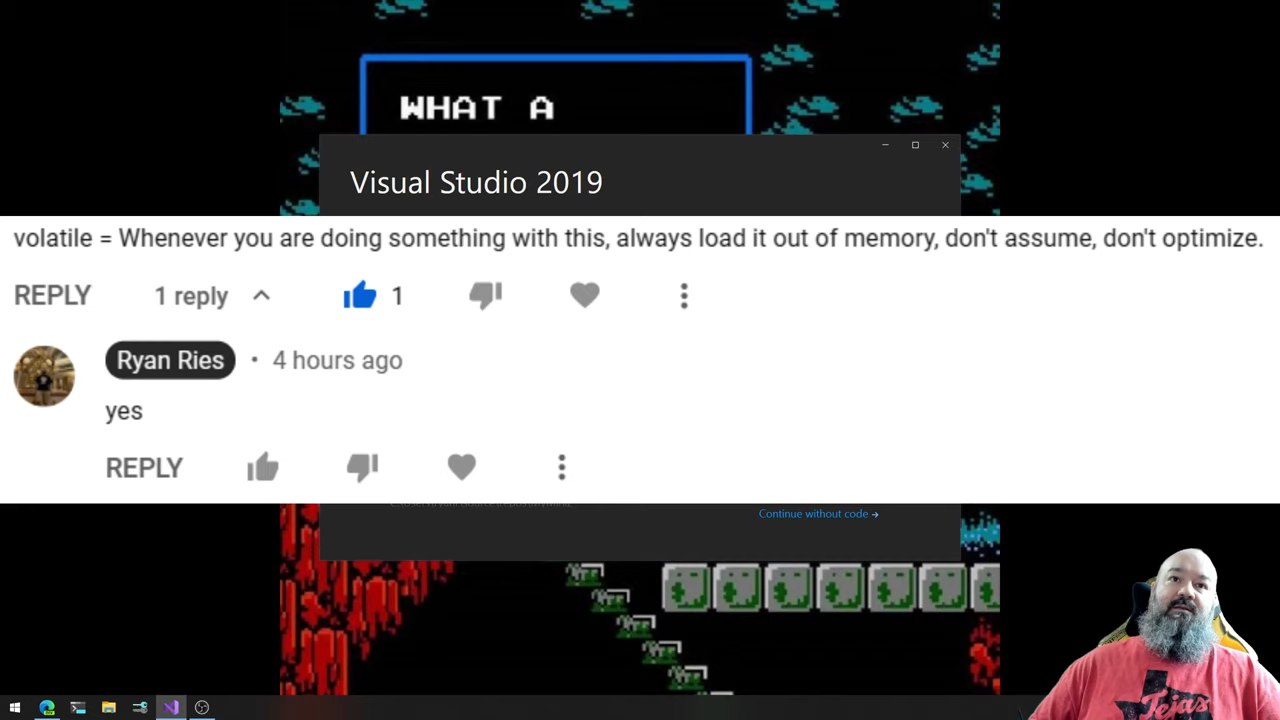 WHAT A
Visual Studio 2019
volatile = Whenever you are doing something with this, always load it out of memory, don't assume, don't optimize.
REPLY 1 reply 1
Ryan Ries • 4 hours ago
yes
REPLY
Continue without code →
Tejas